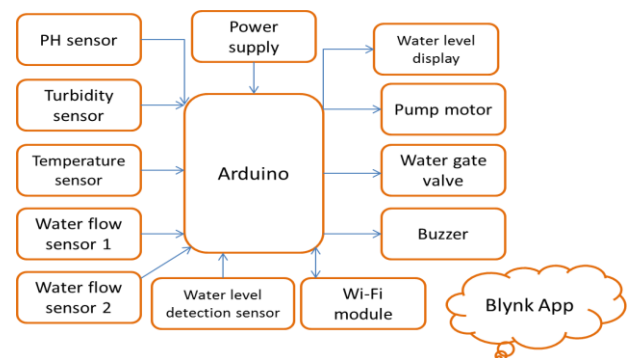 PH sensor
Power
supply
Water level
display
Turbidity
sensor
Pump motor
Arduino
Temperature
sensor
Water gate
valve
Water flow
sensor 1
Buzzer
Water flow
sensor 2
Water level
detection sensor
Wi-Fi
module
Blynk App